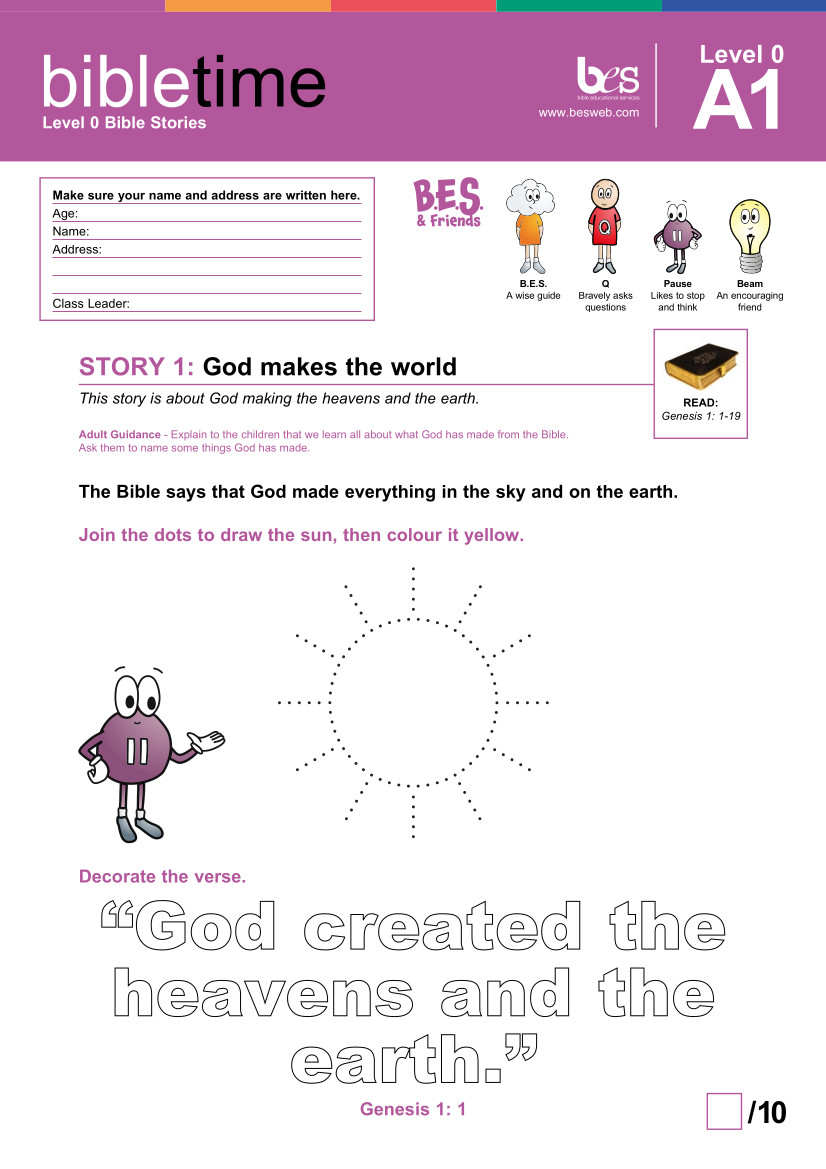 bibletime
Level 0 Bible Stories
bes
bible educational services
www.besweb.com
Level 0
A1
Make sure your name and address are written here.
Age:
Name:
Address:
Class Leader:
B.E.S.
& Friends
Q
B.E.S.
A wise guide
Q
Bravely asks
questions
Pause
Likes to stop
and think
Beam
An encouraging
friend
STORY 1: God makes the world
This story is about God making the heavens and the earth.
READ:
Genesis 1: 1-19
Adult Guidance - Explain to the children that we learn all about what God has made from the Bible.
Ask them to name some things God has made.
The Bible says that God made everything in the sky and on the earth.
Join the dots to draw the sun, then colour it yellow.
Decorate the verse.
“God created the
heavens and the
earth.”
Genesis 1: 1
/10